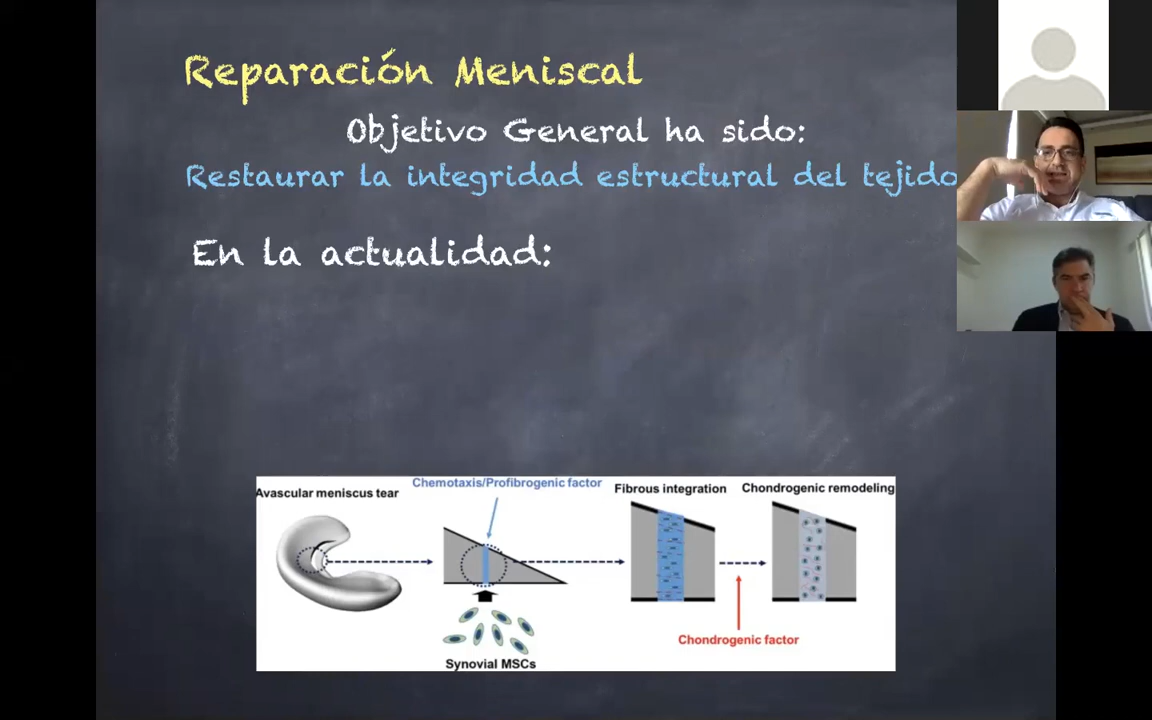 Reparación Meniscal
Objetivo General ha sido:
Restaurar la integridad estructural del tejido
En la actualidad:
Avascular meniscus tear
Chemotaxis/Profibrogenic factor
Fibrous integration
Chondrogenic remodeling
Chondrogenic factor
Synovial MSCs